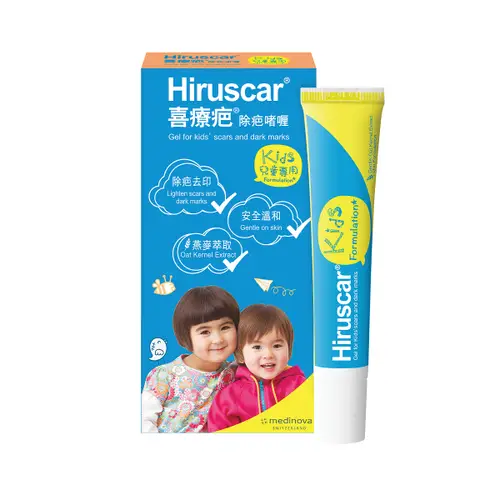 Hiruscar®
喜療疤® 除疤啫喱
Gel for kids' scars and dark marks
Kids
兒童專用
Formulation+
除疤去印
Lighten scars and
dark marks
安全溫和
Gentle on skin
燕麥萃取
Oat Kernel Extract
medinova
SWITZERLAND
Hiruscar®
Gel for kids' scars and dark marks
Kids
Formulation+